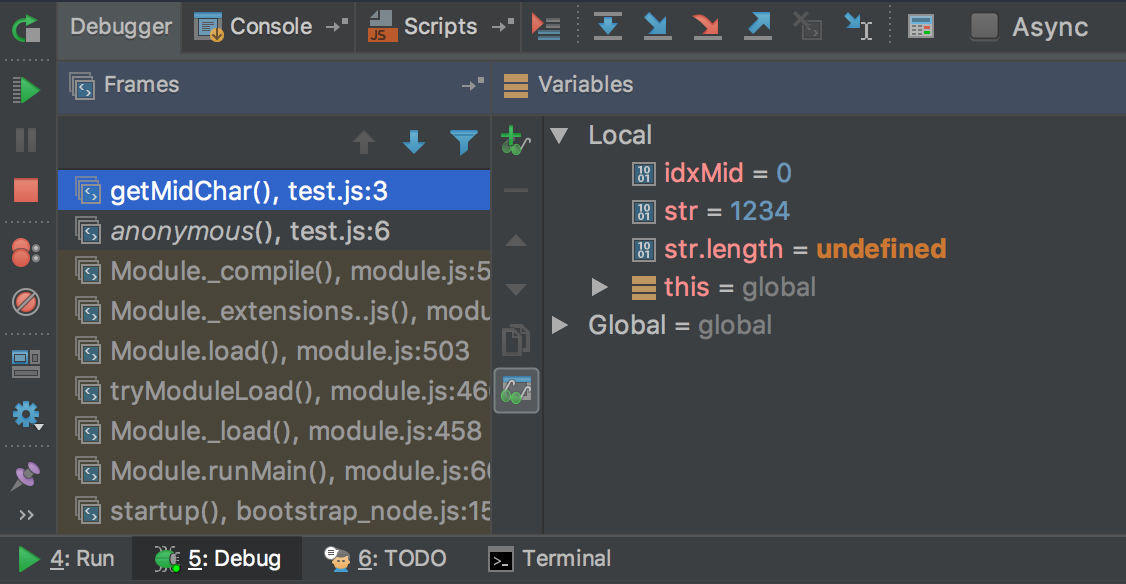 Debugger Console Scripts Async
Frames Variables
Local
idxMid = 0
str = 1234
str.length = undefined
this = global
Global = global
getMidChar(), test.js:3
anonymous(), test.js:6
Module._compile(), module.js:5
Module._extensions..js(), modu
Module.load(), module.js:503
tryModuleLoad(), module.js:46
Module._load(), module.js:458
Module.runMain(), module.js:60
startup(), bootstrap_node.js:15
4: Run 5: Debug 6: TODO Terminal